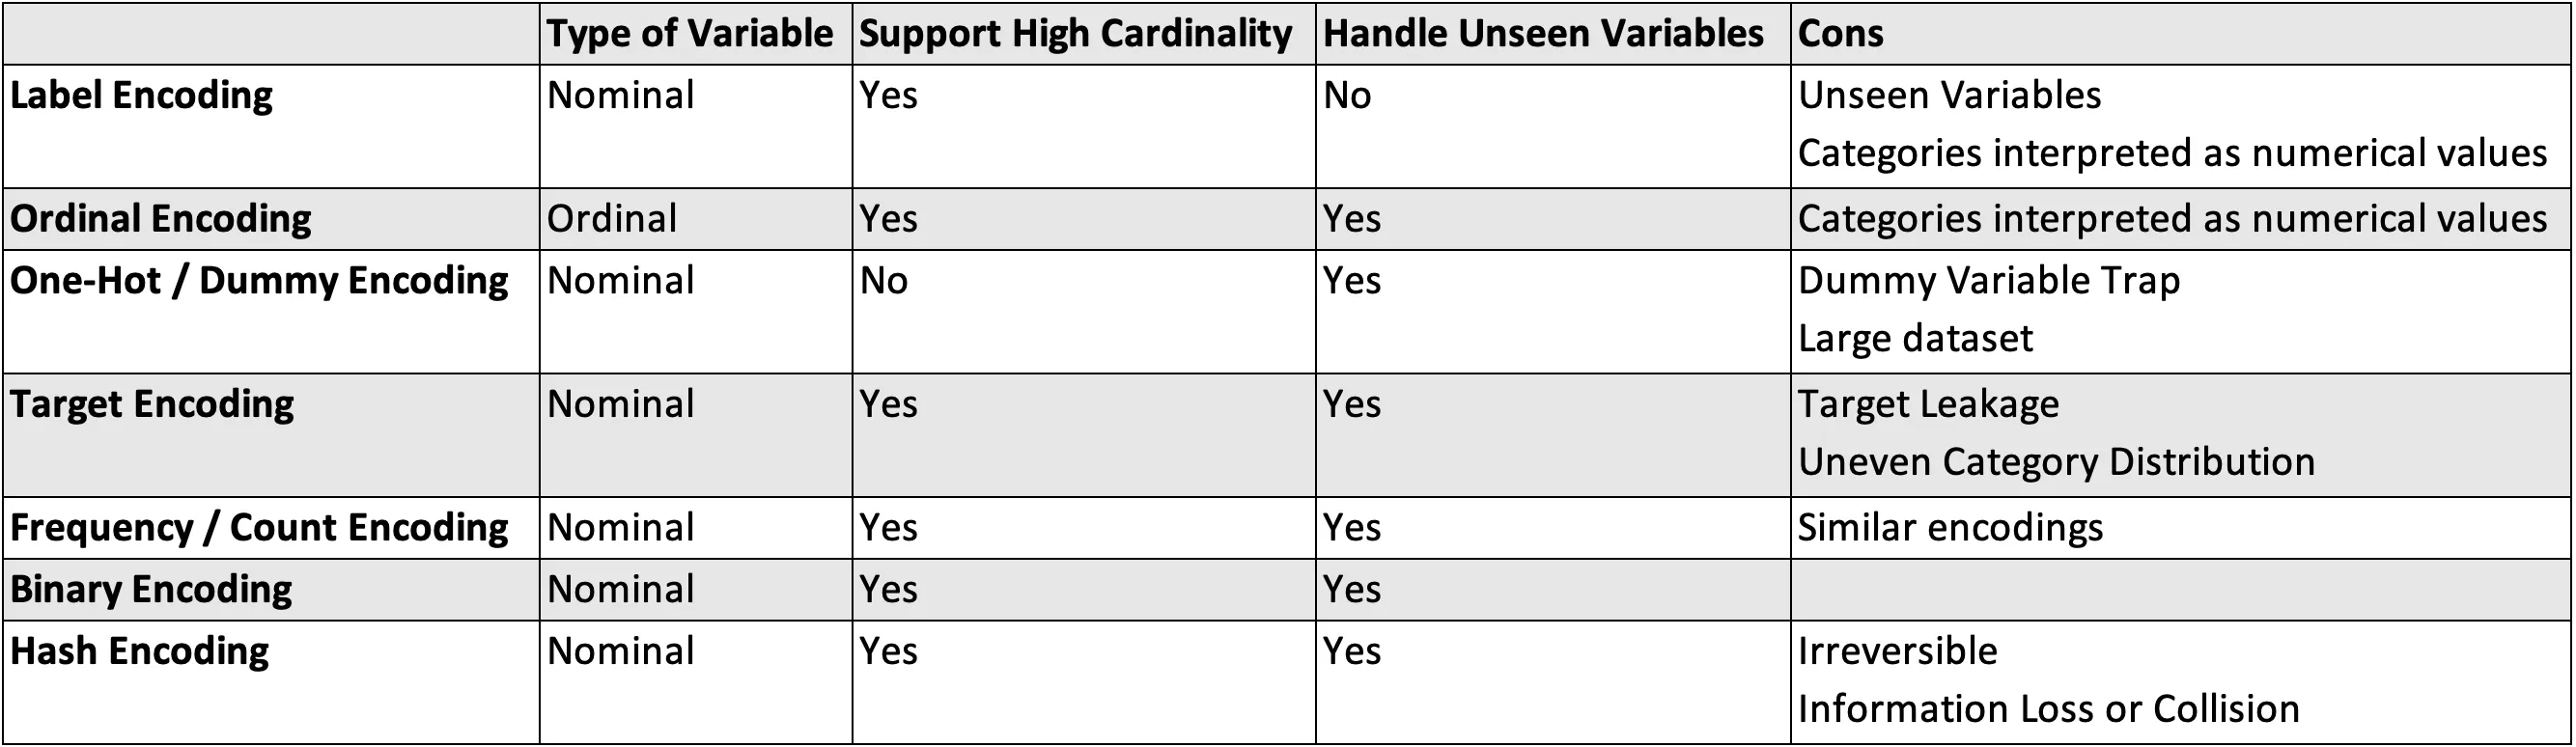 Type of Variable Support High Cardinality Handle Unseen Variables Cons
Label Encoding Nominal Yes No Unseen Variables
Categories interpreted as numerical values
Ordinal Encoding Ordinal Yes Yes Categories interpreted as numerical values
One-Hot / Dummy Encoding Nominal No Yes Dummy Variable Trap
Large dataset
Target Encoding Nominal Yes Yes Target Leakage
Uneven Category Distribution
Frequency / Count Encoding Nominal Yes Yes Similar encodings
Binary Encoding Nominal Yes Yes
Hash Encoding Nominal Yes Yes Irreversible
Information Loss or Collision